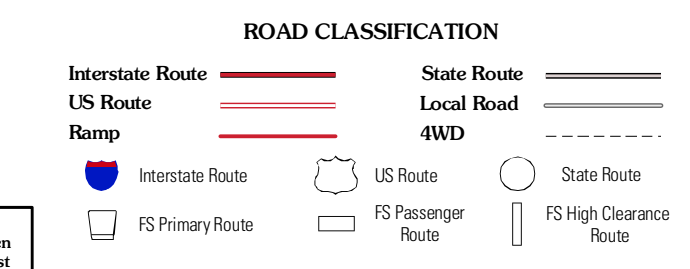 ROAD CLASSIFICATION
Interstate Route
State Route
US Route
Local Road
Ramp
4WD
Interstate Route
US Route
State Route
FS Primary Route
FS Passenger
Route
FS High Clearance
Route